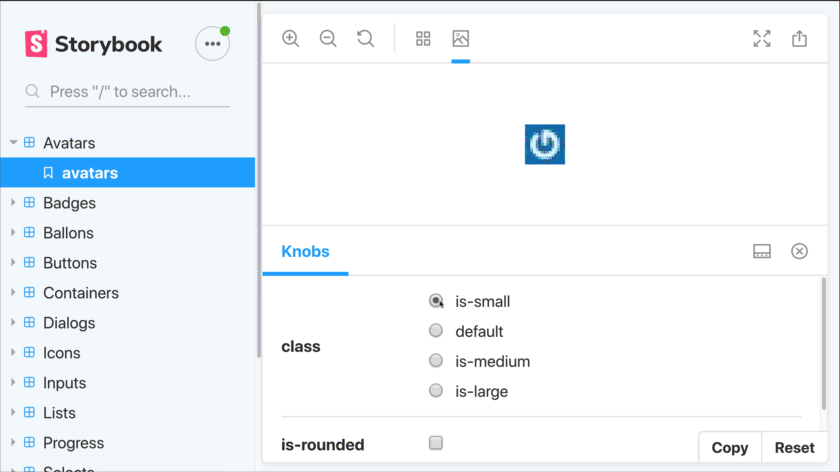 Storybook
Press "/" to search...
Avatars
avatars
Badges
Ballons
Buttons
Containers
Dialogs
Icons
Inputs
Lists
Progress
Selects
Knobs
class
is-small
default
is-medium
is-large
is-rounded
Copy
Reset